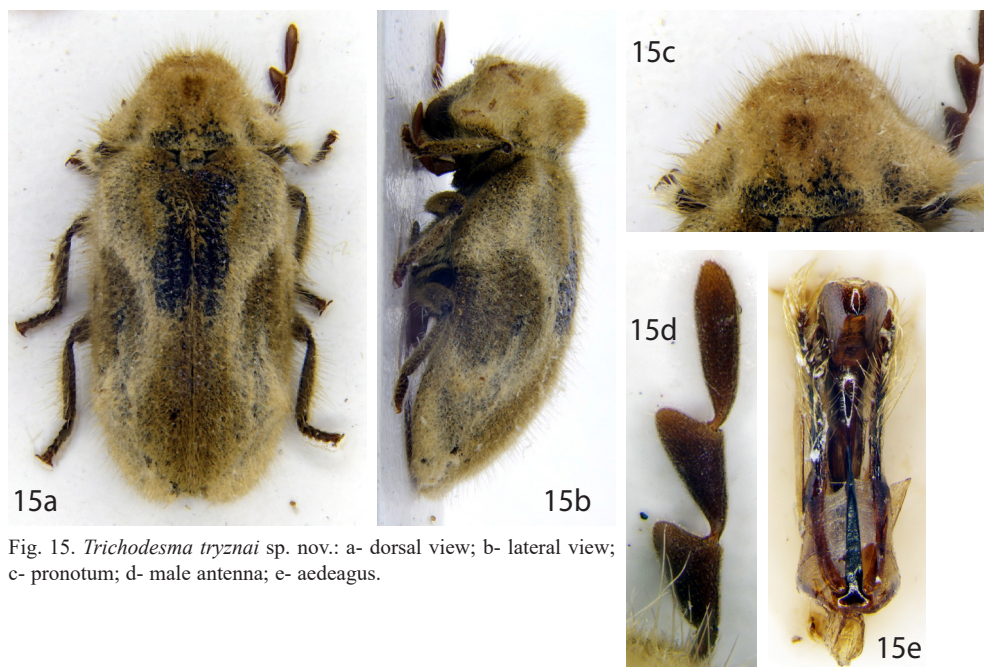 15a
15b
15c
15d
15e
Fig. 15. Trichodesma tryznai sp. nov.: a- dorsal view; b- lateral view;
c- pronotum; d- male antenna; e- aedeagus.